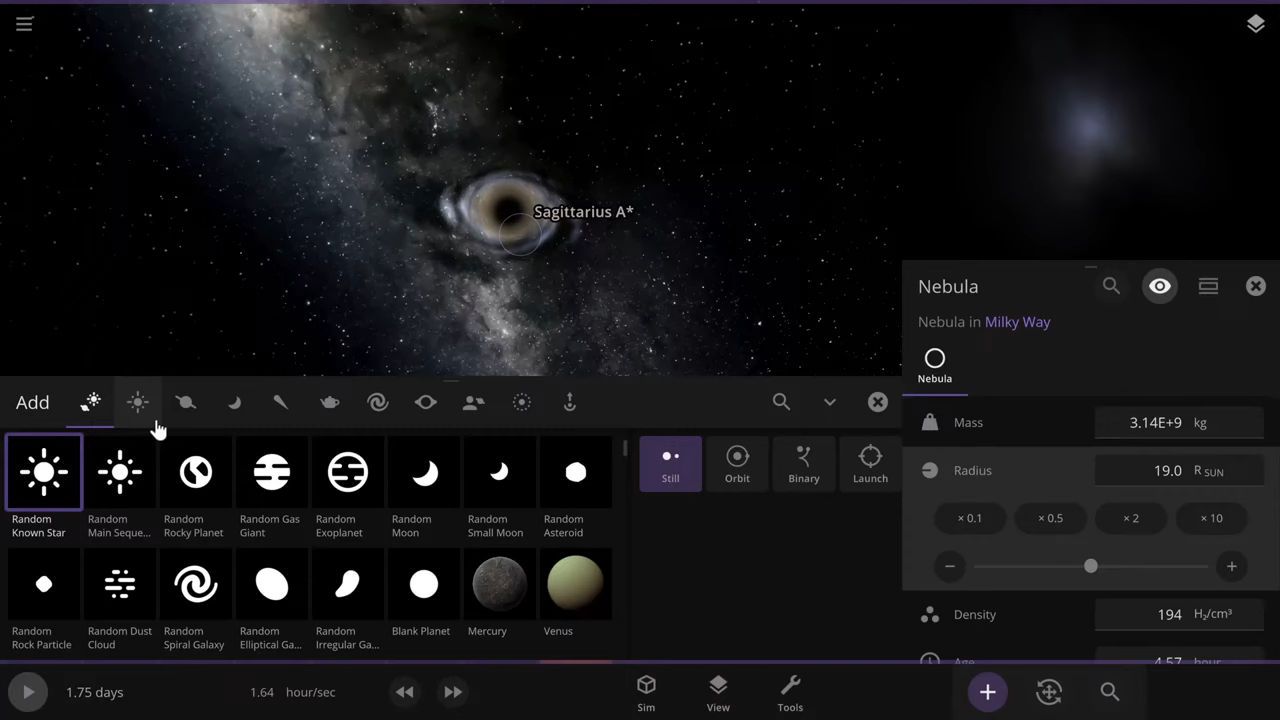 Sagittarius A*
Nebula
Nebula in Milky Way
Nebula
Mass
3.14E+9 kg
Radius
19.0 R SUN
× 0.1
× 0.5
× 2
× 10
Density
194 H₂/cm³
Age
4.57 hour
Add
Random Known Star
Random Main Seque...
Random Rocky Planet
Random Gas Giant
Random Exoplanet
Random Moon
Random Small Moon
Random Asteroid
Random Rock Particle
Random Dust Cloud
Random Spiral Galaxy
Random Elliptical Ga...
Random Irregular Ga...
Blank Planet
Mercury
Venus
Still
Orbit
Binary
Launch
1.75 days
1.64 hour/sec
Sim
View
Tools